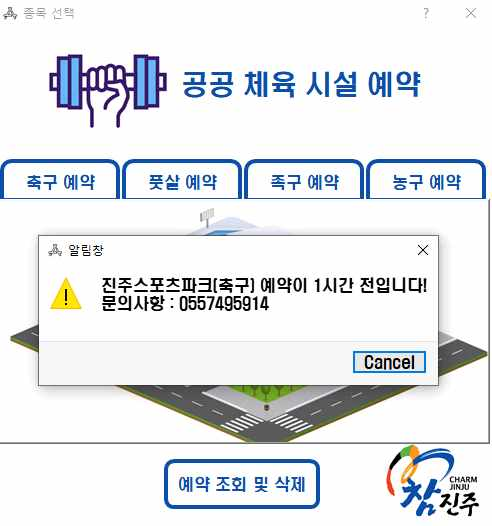 종목 선택
공공 체육 시설 예약
축구 예약
풋살 예약
족구 예약
농구 예약
알림창
진주스포츠파크(축구) 예약이 1시간 전입니다!
문의사항 : 0557495914
Cancel
예약 조회 및 삭제
CHARM
JINJU
참진주